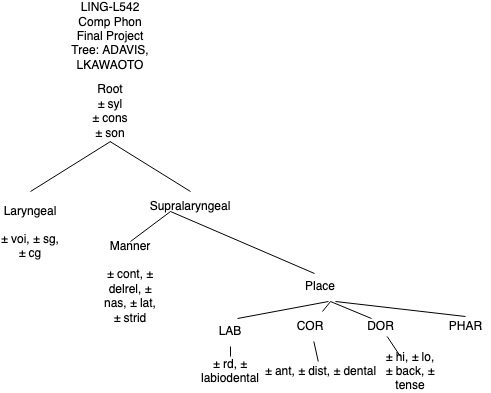 LING-L542
Comp Phon
Final Project
Tree: ADAVIS,
LKAWAOTO
Root
± syl
± cons
± son
Laryngeal
± voi, ± sg,
± cg
Supralaryngeal
Manner
± cont, ±
delrel, ±
nas, ± lat,
± strid
Place
LAB
COR
DOR
PHAR
± rd, ±
labiodental
± ant, ± dist, ± dental
± hi, ± lo,
± back, ±
tense